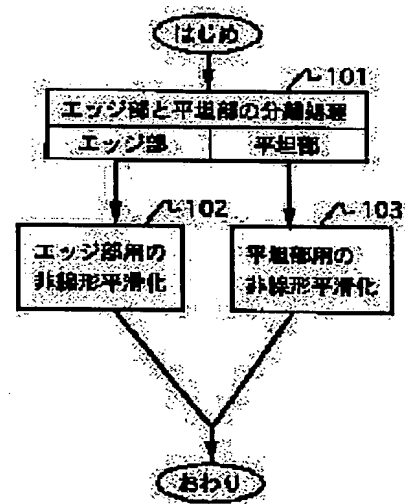 はじめ
101
エッジ部と平坦部の分離処理
エッジ部 平坦部
102
103
エッジ部用の
非線形平滑化
平坦部用の
非線形平滑化
おわり